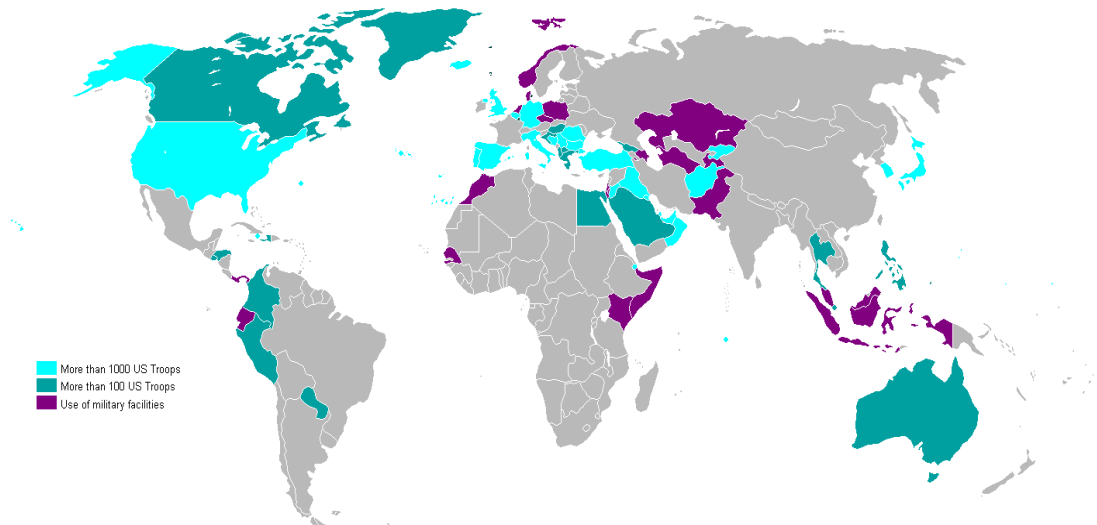 More than 1000 US Troops
More than 100 US Troops
Use of military facilities